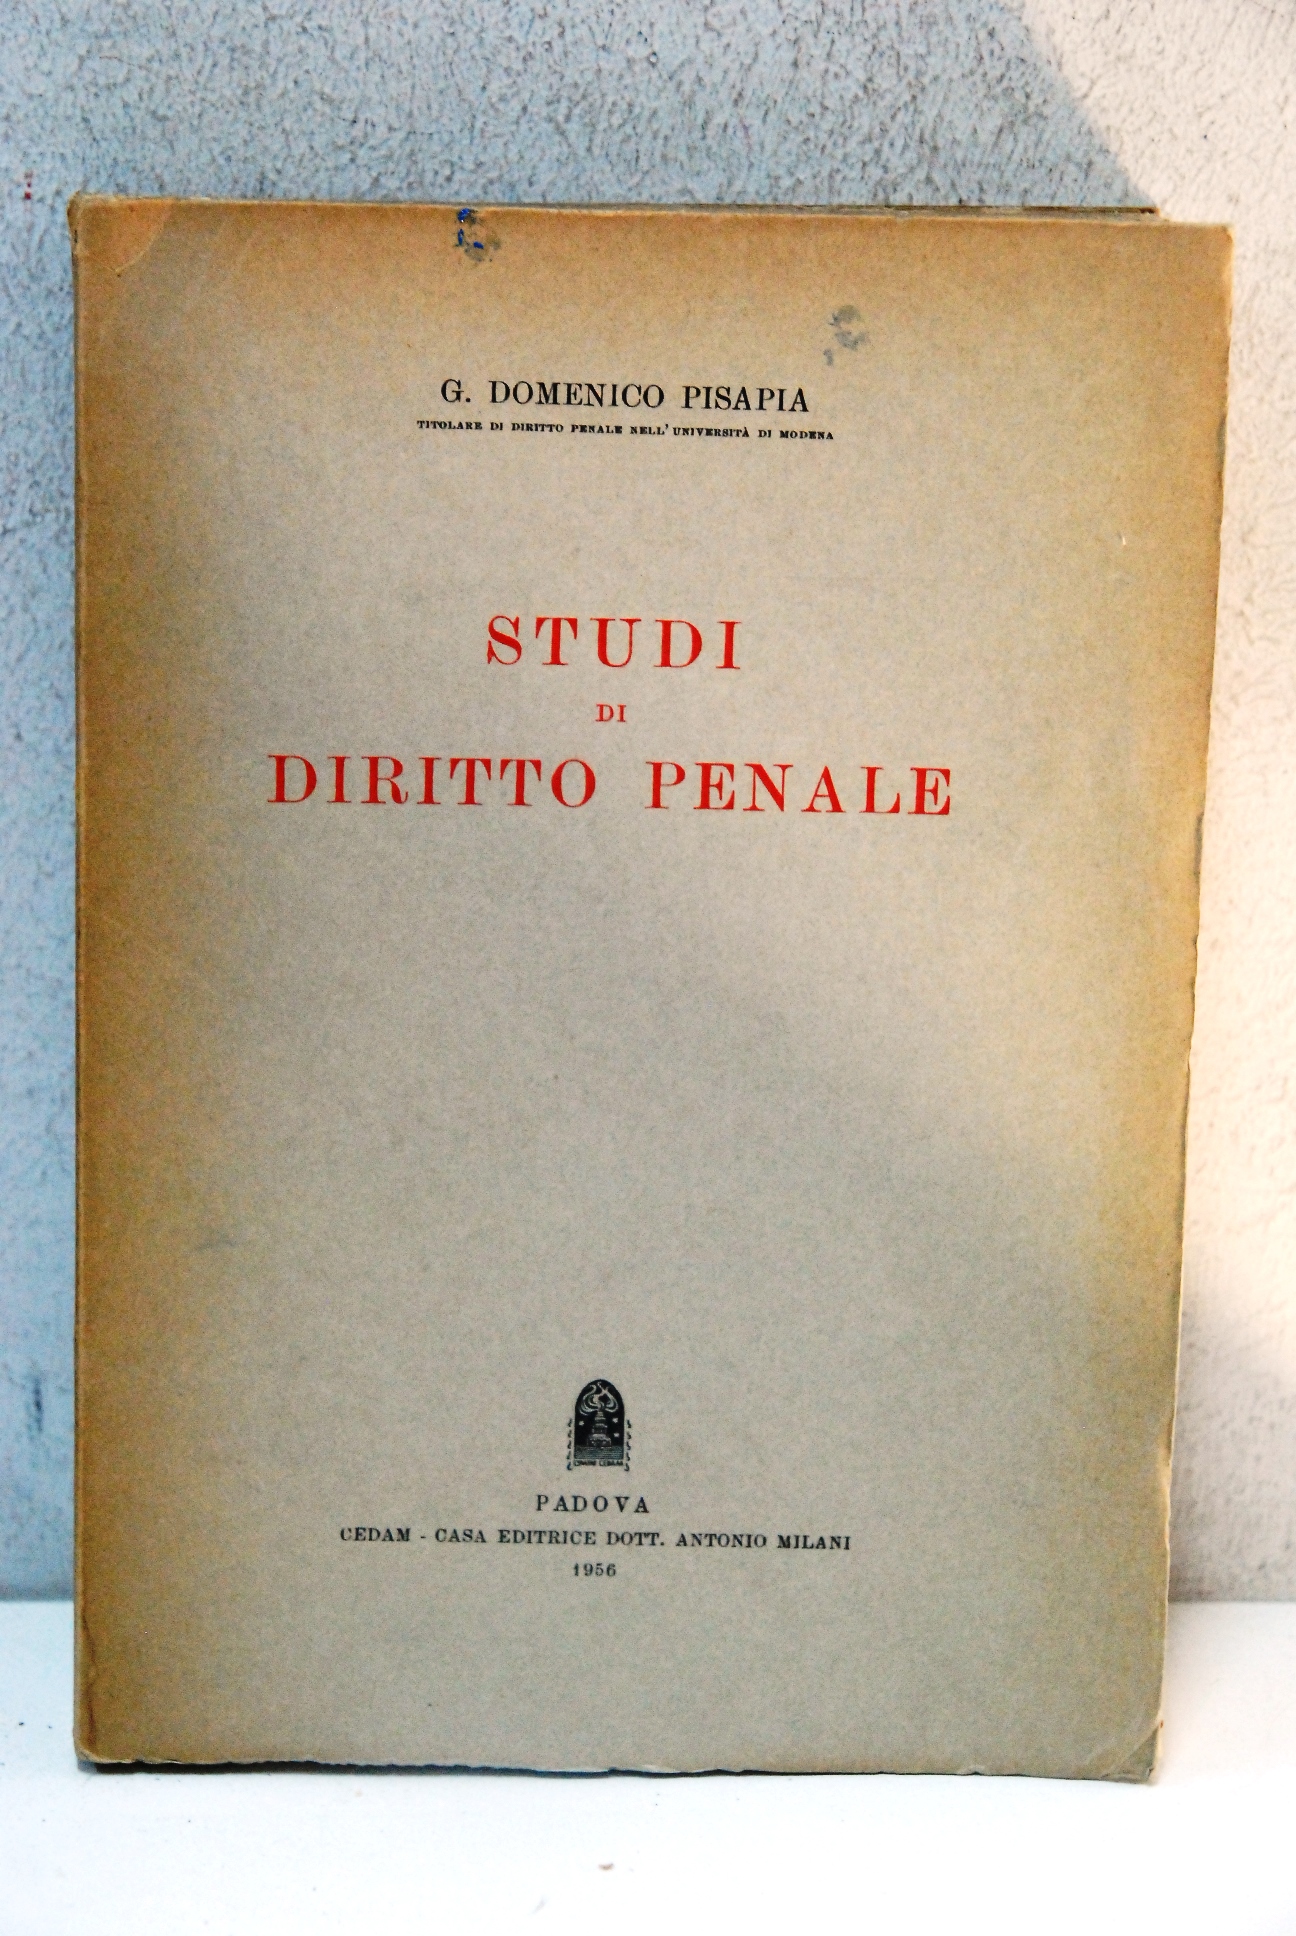 G. DOMENICO PISAPIA
TITOLARE DI DIRITTO PENALE NELL' UNIVERSITÀ DI MODENA
STUDI
DI
DIRITTO PENALE
PADOVA
CEDAM - CASA EDITRICE DOTT. ANTONIO MILANI
1956